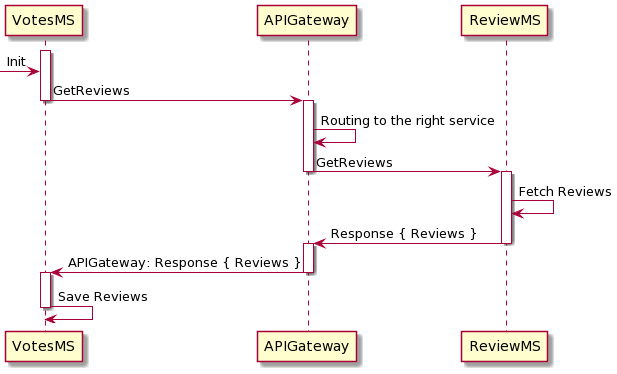 VotesMS
APIGateway
ReviewMS
Init
GetReviews
Routing to the right service
GetReviews
Fetch Reviews
Response { Reviews }
APIGateway: Response { Reviews }
Save Reviews
VotesMS
APIGateway
ReviewMS